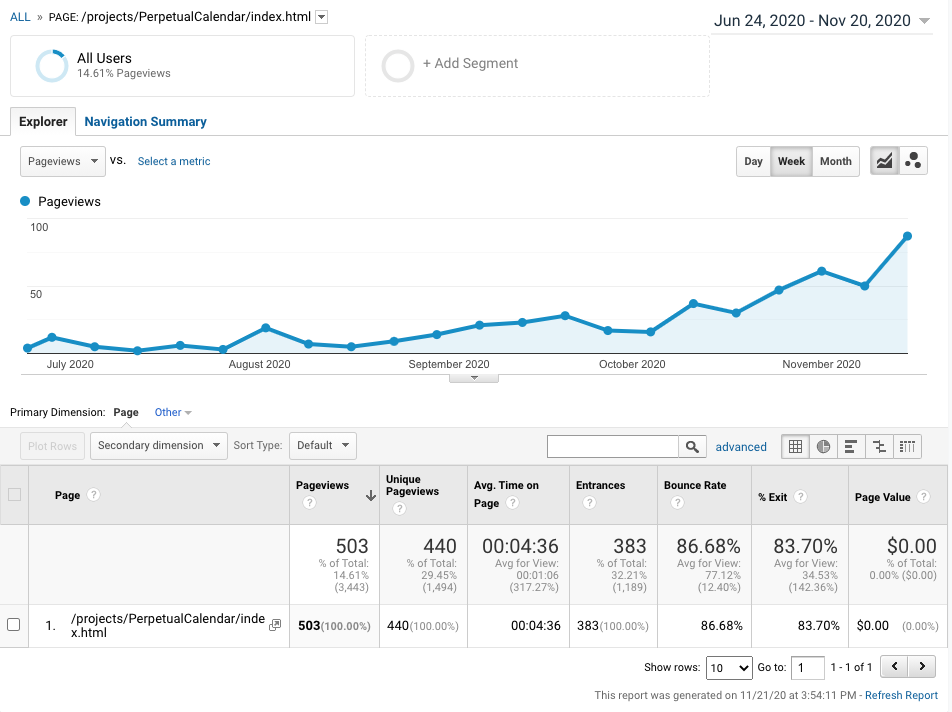 ALL » PAGE: /projects/PerpetualCalendar/index.html
Jun 24, 2020 - Nov 20, 2020
All Users
14.61% Pageviews
+ Add Segment
Explorer
Navigation Summary
Pageviews
VS.
Select a metric
Day
Week
Month
Pageviews
100
50
July 2020
August 2020
September 2020
October 2020
November 2020
Primary Dimension:
Page
Other
Plot Rows
Secondary dimension
Sort Type:
Default
advanced
Page ?
Pageviews
?
Unique
Pageviews
?
Avg. Time on
Page ?
Entrances
?
Bounce Rate
?
% Exit ?
Page Value ?
503
% of Total:
14.61%
(3,443)
440
% of Total:
29.45%
(1,494)
00:04:36
Avg for View:
00:01:06
(317.27%)
383
% of Total:
32.21%
(1,189)
86.68%
Avg for View:
77.12%
(12.40%)
83.70%
Avg for View:
34.53%
(142.36%)
$0.00
% of Total:
0.00% ($0.00)
1.
/projects/PerpetualCalendar/inde
x.html
503(100.00%)
440(100.00%)
00:04:36
383(100.00%)
86.68%
83.70%
$0.00 (0.00%)
Show rows:
10
Go to:
1
1 - 1 of 1
This report was generated on 11/21/20 at 3:54:11 PM - Refresh Report